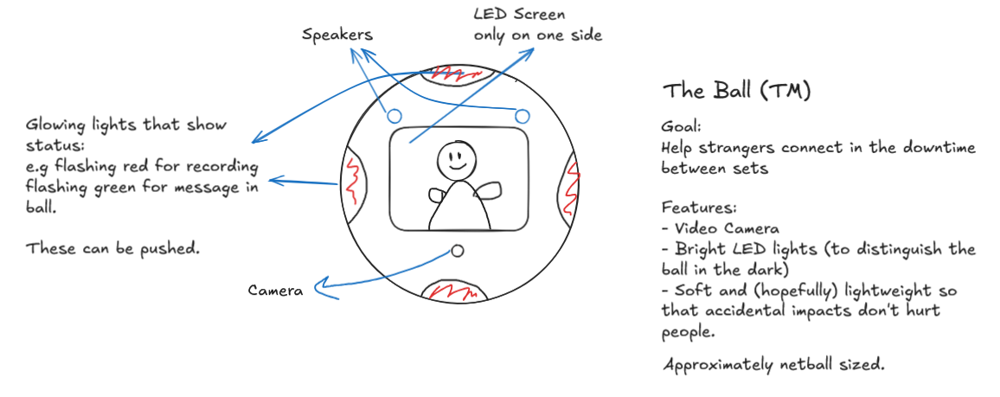 LED Screen
only on one side
Speakers
Glowing lights that show
status:
e.g flashing red for recording
flashing green for message in
ball.
These can be pushed.
Camera
The Ball (TM)
Goal:
Help strangers connect in the downtime
between sets
Features:
- Video Camera
- Bright LED lights (to distinguish the
ball in the dark)
- Soft and (hopefully) lightweight so
that accidental impacts don't hurt
people.
Approximately netball sized.